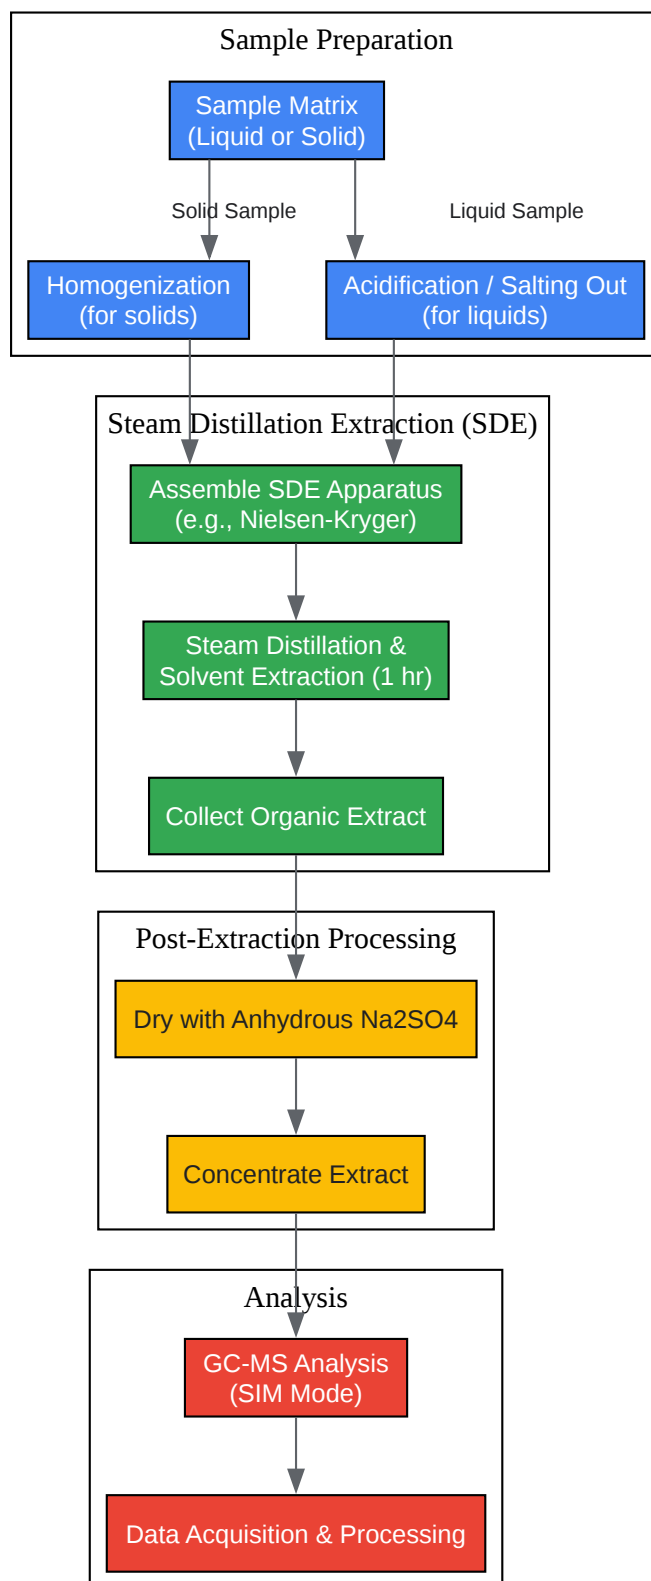 Sample Preparation
Sample Matrix
(Liquid or Solid)
Solid Sample
Liquid Sample
Homogenization
(for solids)
Acidification / Salting Out
(for liquids)
Steam Distillation Extraction (SDE)
Assemble SDE Apparatus
(e.g., Nielsen-Kryger)
Steam Distillation &
Solvent Extraction (1 hr)
Collect Organic Extract
Post-Extraction Processing
Dry with Anhydrous Na2SO4
Concentrate Extract
Analysis
GC-MS Analysis
(SIM Mode)
Data Acquisition & Processing